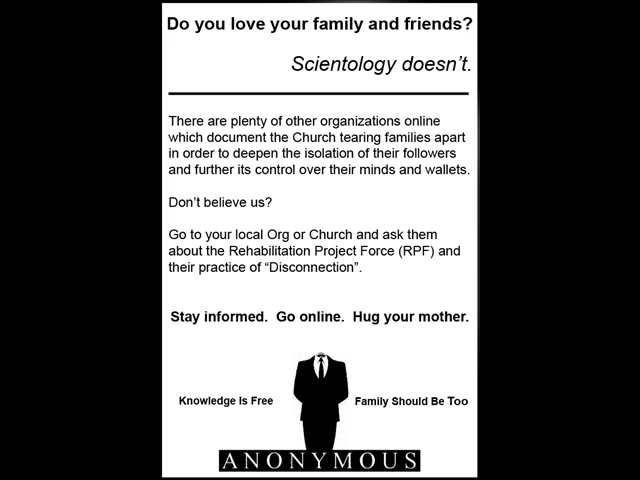 Do you love your family and friends?
Scientology doesn't.
There are plenty of other organizations online
which document the Church tearing families apart
in order to deepen the isolation of their followers
and further its control over their minds and wallets.
Don't believe us?
Go to your local Org or Church and ask them
about the Rehabilitation Project Force (RPF) and
their practice of “Disconnection”.
Stay informed.  Go online.  Hug your mother.
Knowledge Is Free
Family Should Be Too
ANONYMOUS